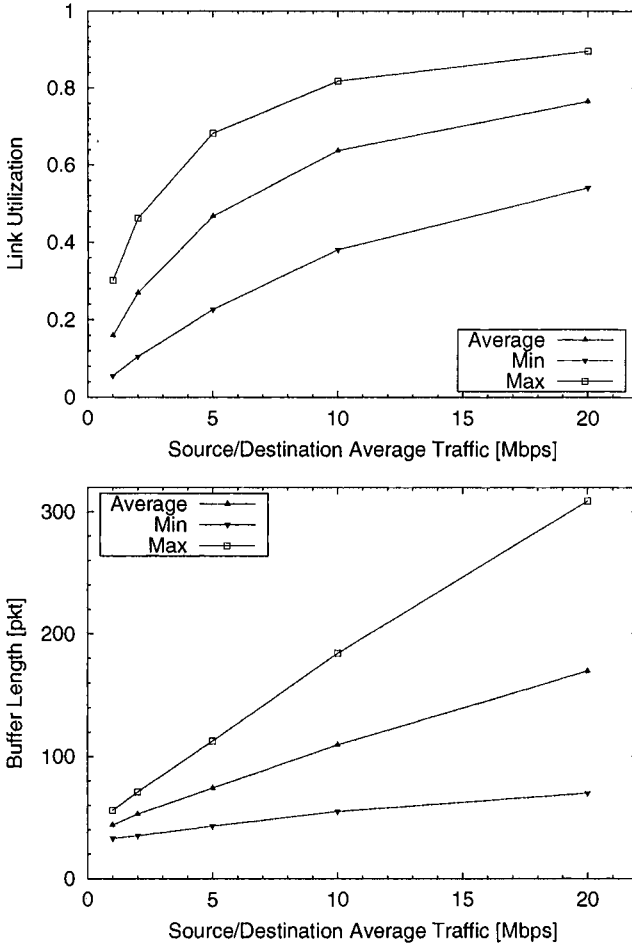 1
0.8
0.6
0.4
0.2
0
Link Utilization
Average
Min
Max
0 5 10 15 20
Source/Destination Average Traffic [Mbps]
300
200
100
0
Buffer Length [pkt]
Average
Min
Max
0 5 10 15 20
Source/Destination Average Traffic [Mbps]